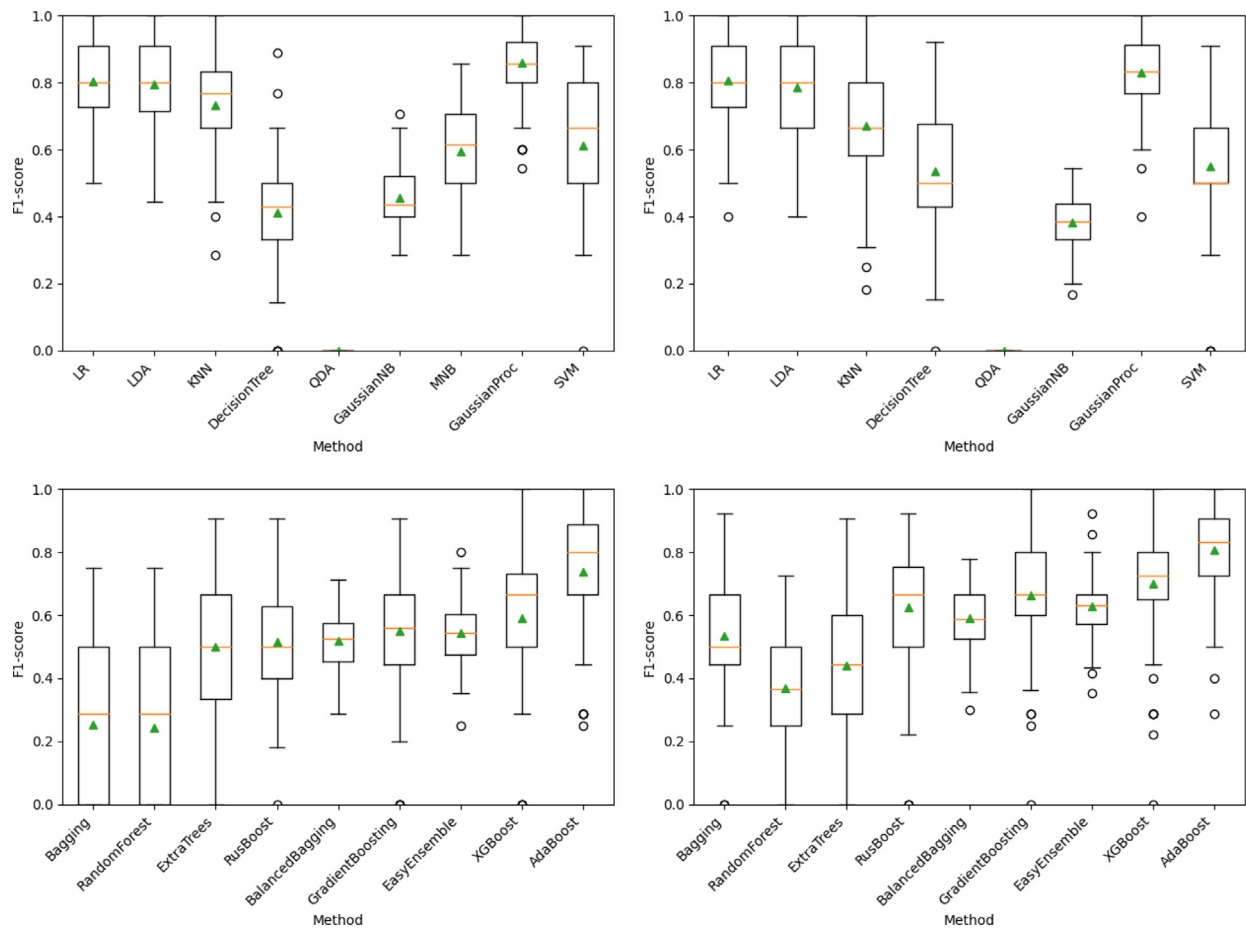 1.0
0.8
0.6
0.4
0.2
0.0
F1-score
LR
LDA
KNN
DecisionTree
QDA
GaussianNB
MNB
GaussianProc
SVM
Method
1.0
0.8
0.6
0.4
0.2
0.0
F1-score
LR
LDA
KNN
DecisionTree
QDA
GaussianNB
GaussianProc
SVM
Method
1.0
0.8
0.6
0.4
0.2
0.0
F1-score
Bagging
RandomForest
ExtraTrees
RusBoost
BalancedBagging
GradientBoosting
EasyEnsemble
XGBoost
AdaBoost
Method
1.0
0.8
0.6
0.4
0.2
0.0
F1-score
Bagging
RandomForest
ExtraTrees
RusBoost
BalancedBagging
GradientBoosting
EasyEnsemble
XGBoost
AdaBoost
Method